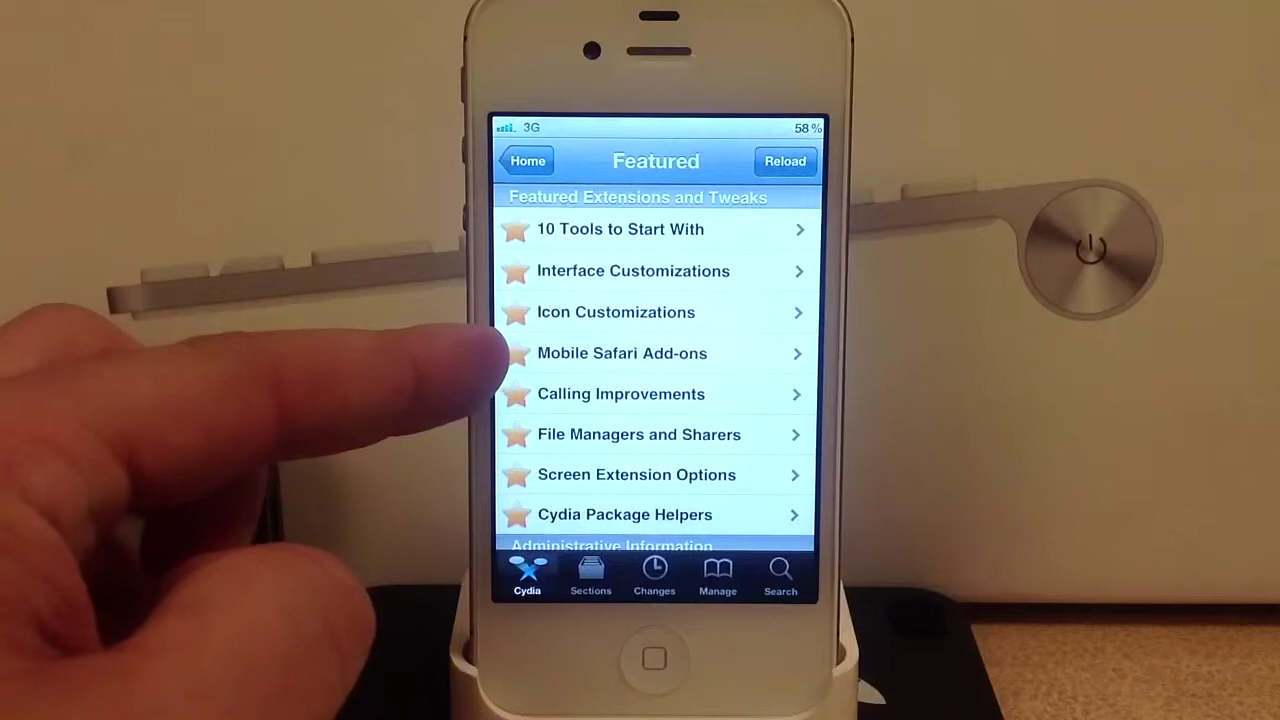 3G
58%
Home
Featured
Reload
Featured Extensions and Tweaks
10 Tools to Start With
Interface Customizations
Icon Customizations
Mobile Safari Add-ons
Calling Improvements
File Managers and Sharers
Screen Extension Options
Cydia Package Helpers
Administrative Information
Cydia
Sections
Changes
Manage
Search